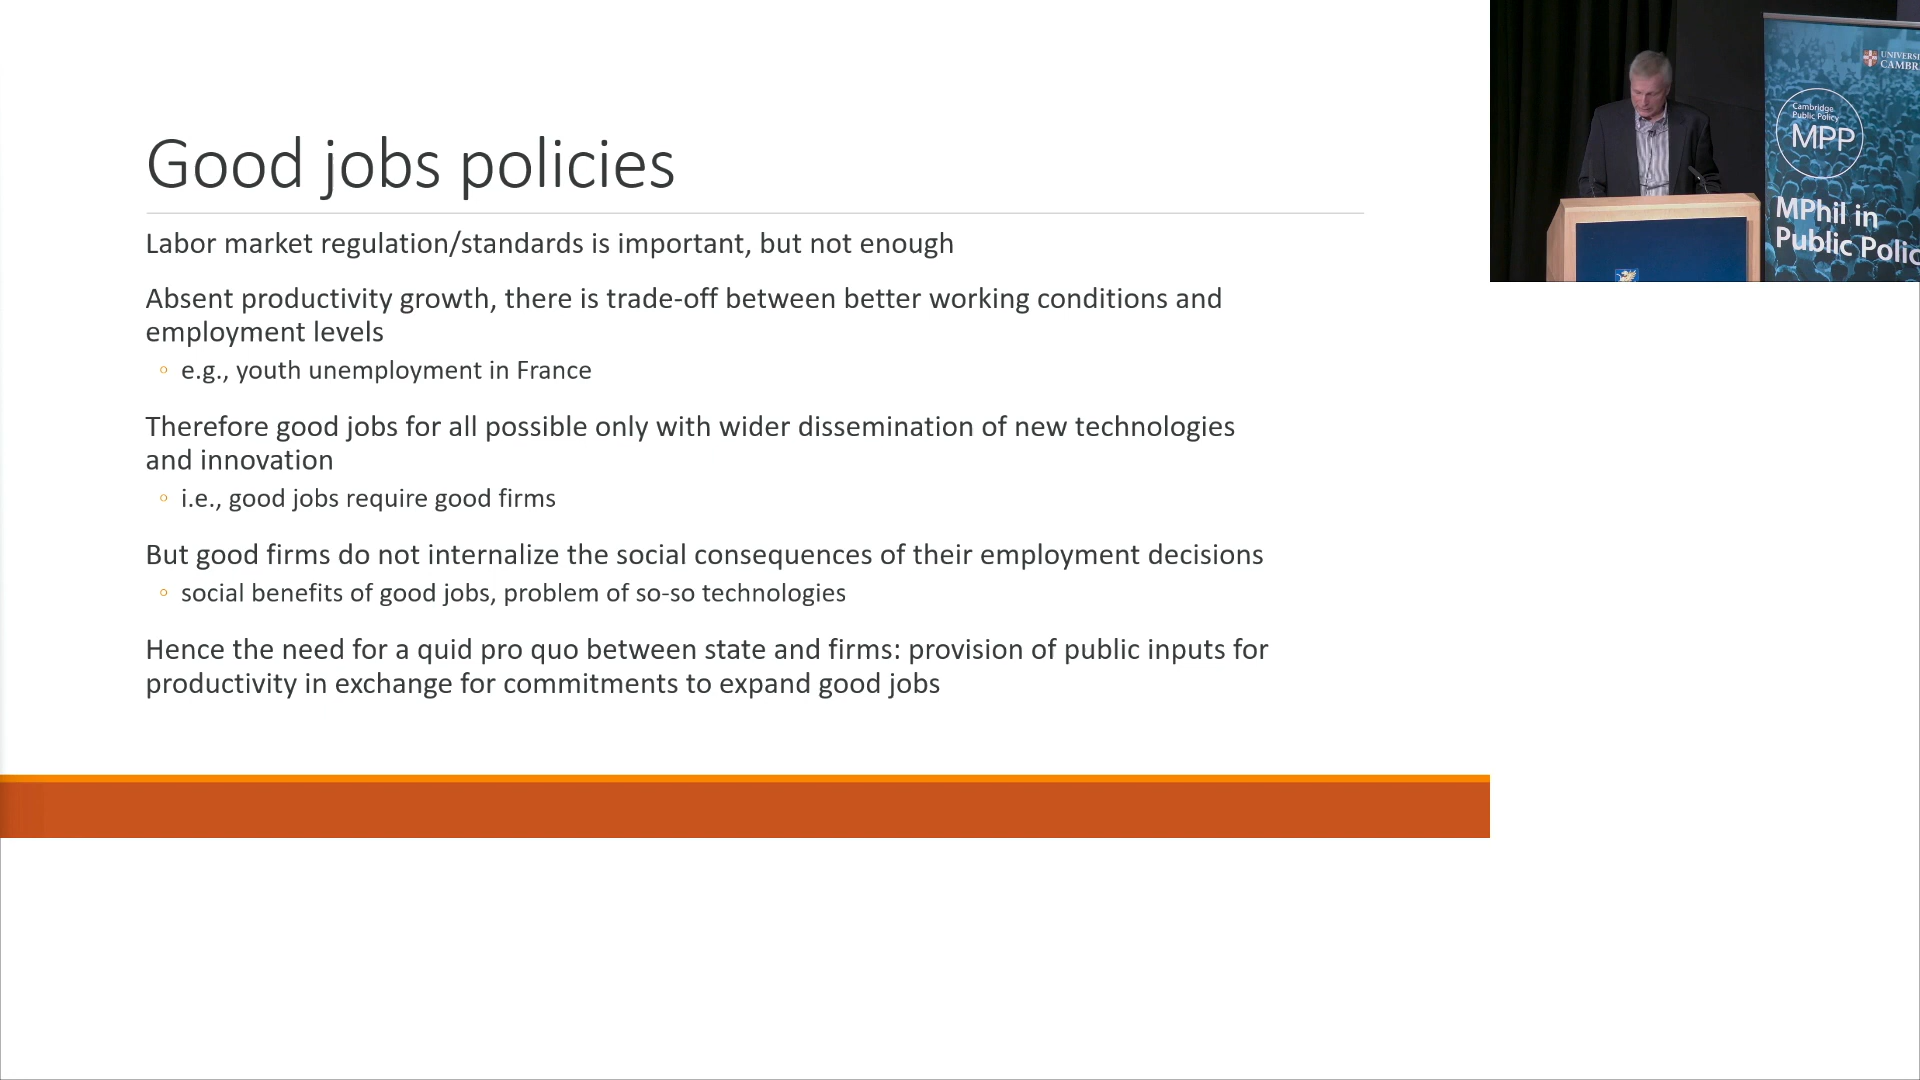 Good jobs policies
Labor market regulation/standards is important, but not enough
Absent productivity growth, there is trade-off between better working conditions and
employment levels
◦ e.g., youth unemployment in France
Therefore good jobs for all possible only with wider dissemination of new technologies
and innovation
◦ i.e., good jobs require good firms
But good firms do not internalize the social consequences of their employment decisions
◦ social benefits of good jobs, problem of so-so technologies
Hence the need for a quid pro quo between state and firms: provision of public inputs for
productivity in exchange for commitments to expand good jobs
UNIVERSI
CAMBR
Cambridge
Public Policy
MPP
MPhil in
Public Polic